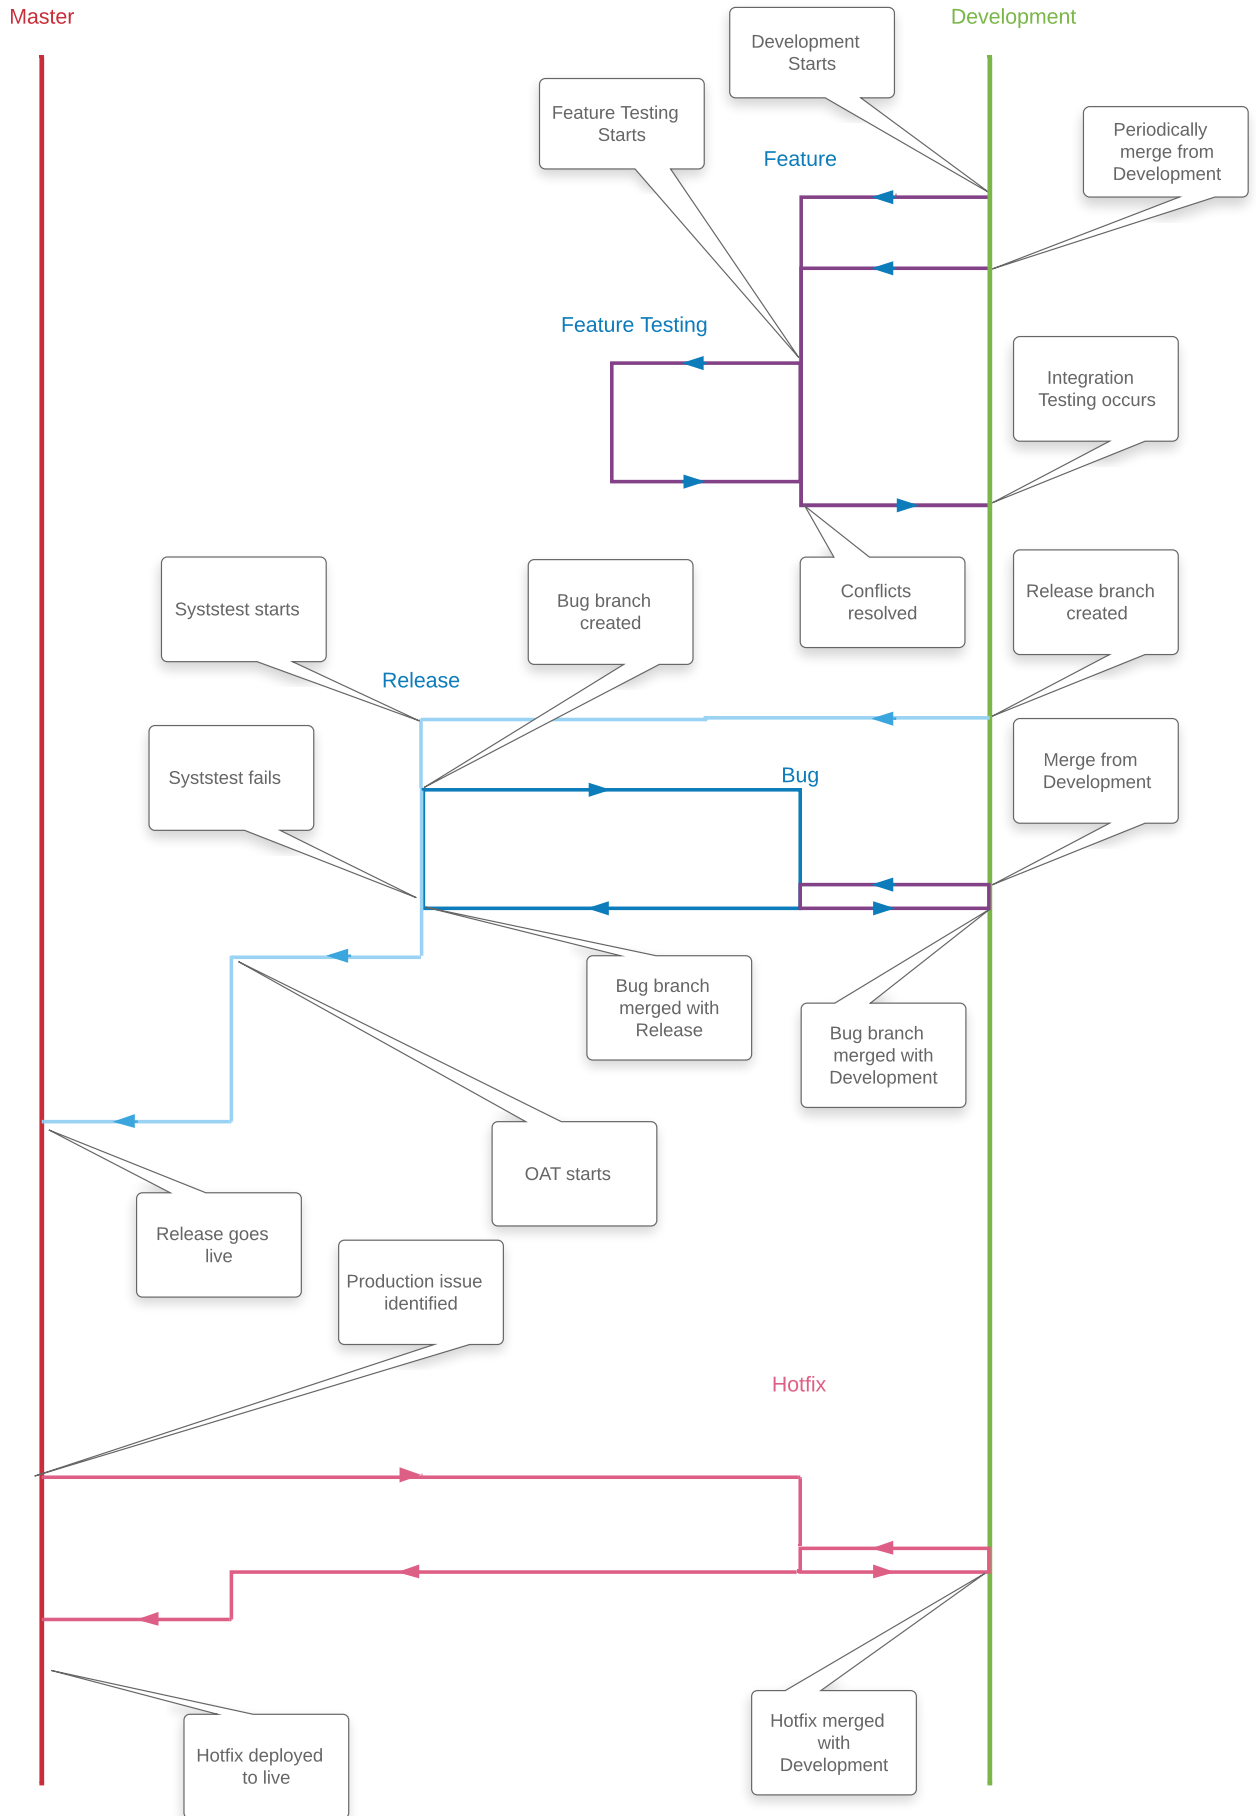 Master
Development
Development
Starts
Feature Testing
Starts
Periodically
merge from
Development
Feature
Feature Testing
Integration
Testing occurs
Conflicts
resolved
Release branch
created
Syststest starts
Bug branch
created
Release
Syststest fails
Bug
Merge from
Development
Bug branch
merged with
Release
Bug branch
merged with
Development
OAT starts
Release goes
live
Production issue
identified
Hotfix
Hotfix merged
with
Development
Hotfix deployed
to live